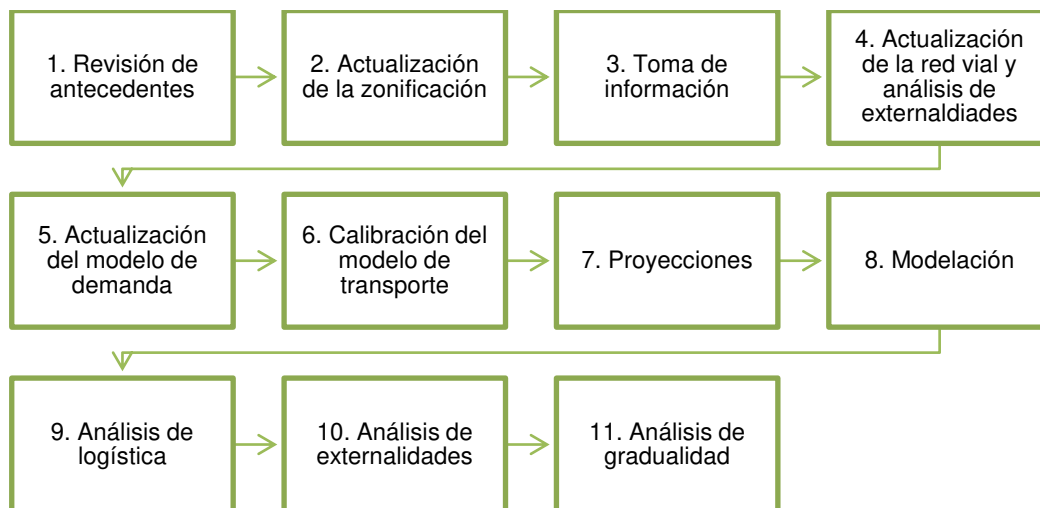 1. Revisión de
antecedentes
2. Actualización
de la zonificación
3. Toma de
información
4. Actualización
de la red vial y
análisis de
externaldiades
5. Actualización
del modelo de
demanda
6. Calibración del
modelo de
transporte
7. Proyecciones
8. Modelación
9. Análisis de
logística
10. Análisis de
externalidades
11. Análisis de
gradualidad